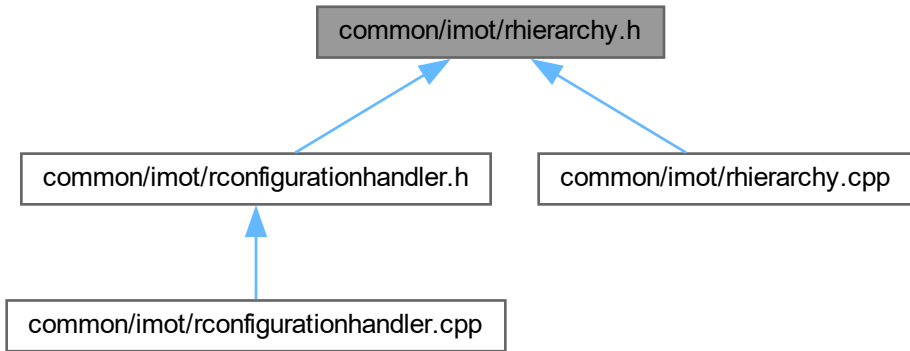 common/imot/rhierarchy.h
common/imot/rconfigurationhandler.h
common/imot/rhierarchy.cpp
common/imot/rconfigurationhandler.cpp